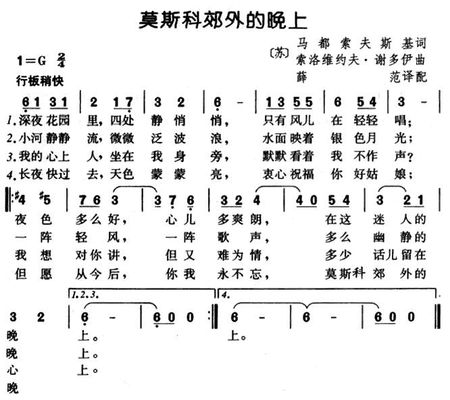 莫斯科郊外的晚上
1=G 2/4
行板稍快
〔苏〕 马都索夫斯基词
索洛维约夫·谢多伊曲
薛 范译配
6 1 3 1 | 2 1 7 | 3 2 | 6 - | 1 3 5 5 | 6 5 4 | 3 - |
1.深夜花园 里,四处 静 悄 悄, 只有风儿 在 轻轻 唱;
2.小河静静 流,微微 泛 波 浪, 水面映着 银 色月 光;
3.我的心上 人,坐在 我 身 旁, 默默看着 我 不作 声?
4.长夜快过 去,天色 蒙 蒙 亮, 衷心祝福 你 好姑 娘;
‖: #4 #5 | 7 6 3 | 7 6 | 3 2 - | 0 6 5 4 | 3 2 1 |
夜 色 多么好, 心儿 多爽朗, 在这 迷人的
一 阵 轻风, 一阵 歌声, 多么 幽静的
我 想 对你讲, 但又 难为情, 多少 话儿留在
但 愿 从今后, 你我 永不忘, 莫斯科 郊外的
1.2.3. 4.
3 2 | 6 - | 6 0 0 :‖ 6 - | 6 0 0 ‖
晚 上。 上。
晚 上。
心 上。
晚